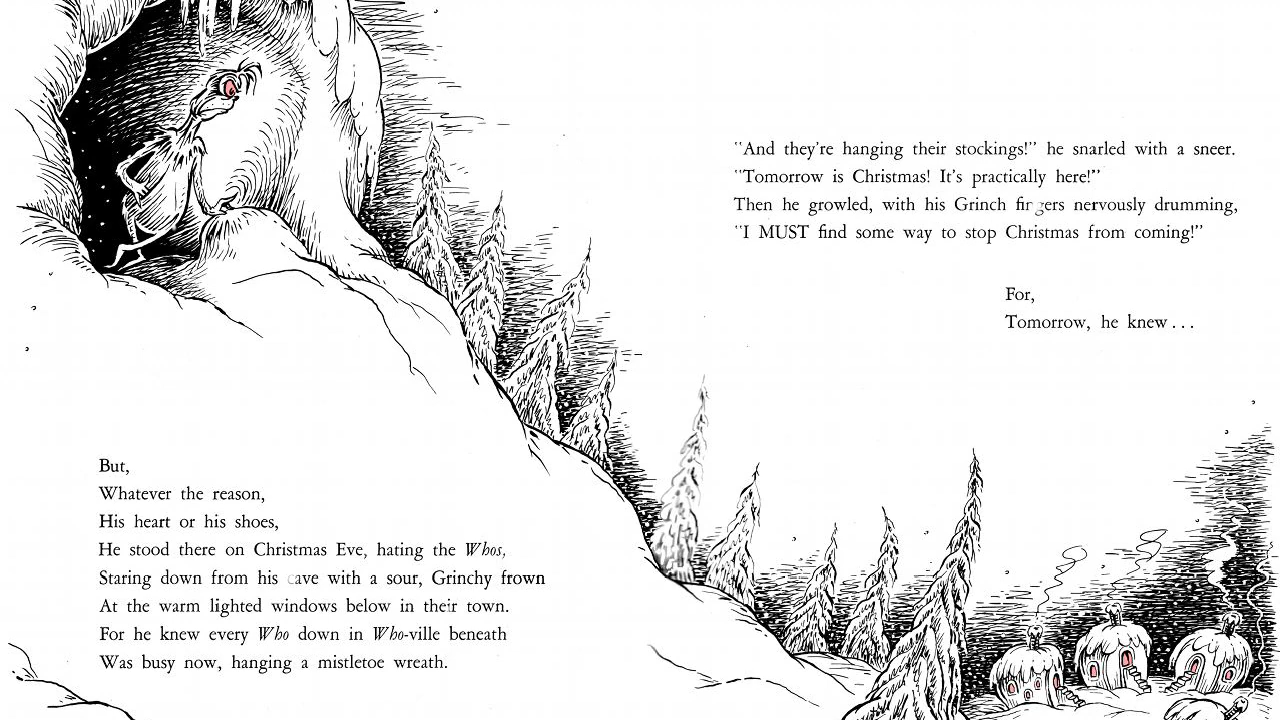 But,
Whatever the reason,
His heart or his shoes,
He stood there on Christmas Eve, hating the Whos,
Staring down from his cave with a sour, Grinchy frown
At the warm lighted windows below in their town.
For he knew every Who down in Who-ville beneath
Was busy now, hanging a mistletoe wreath.
"And they're hanging their stockings!" he snarled with a sneer.
"Tomorrow is Christmas! It's practically here!"
Then he growled, with his Grinch fingers nervously drumming,
"I MUST find some way to stop Christmas from coming!"
For,
Tomorrow, he knew . . .